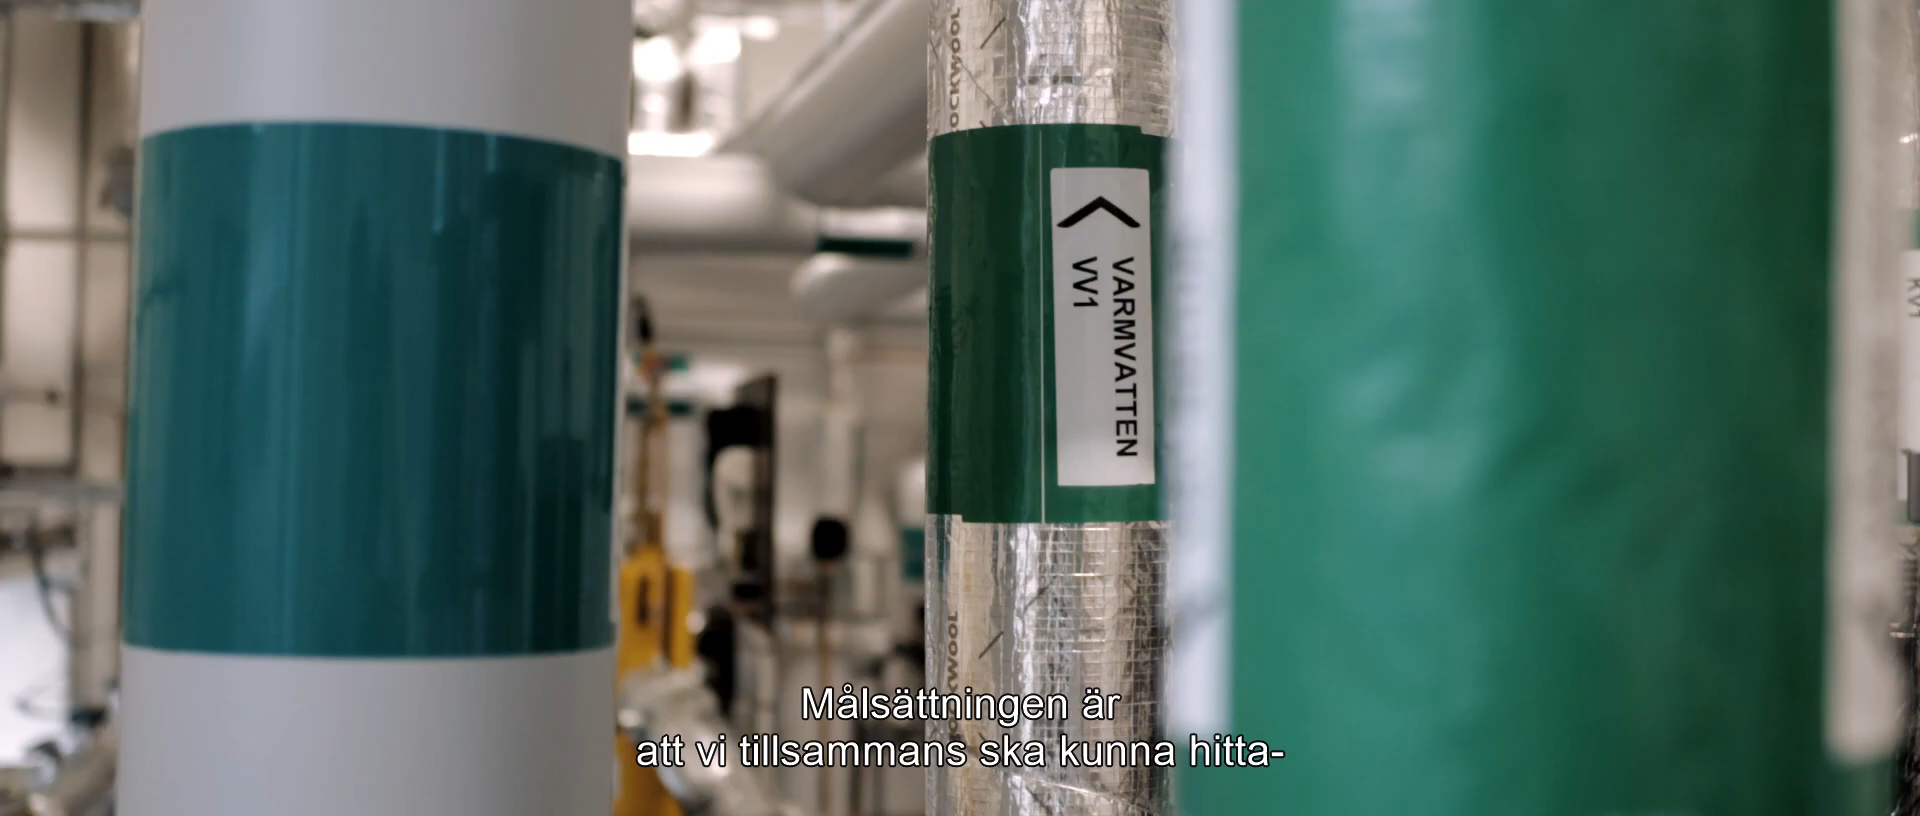 VARMVATTEN
VV1
Målsättningen är
att vi tillsammans ska kunna hitta-